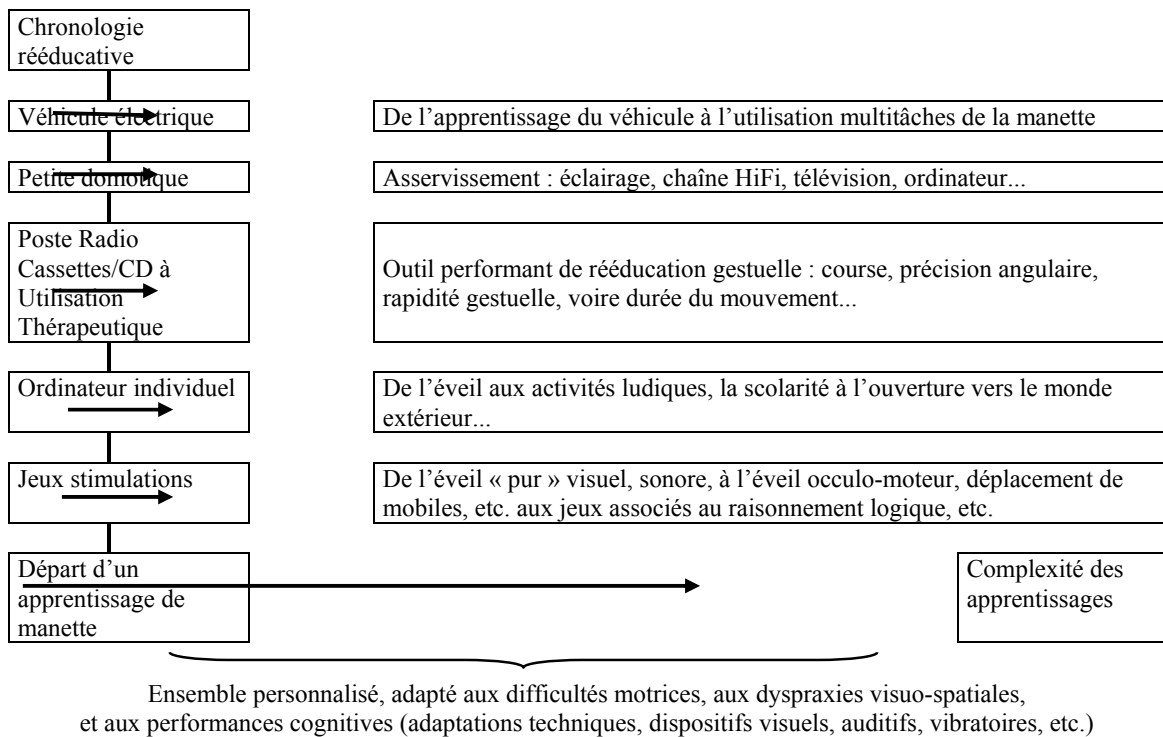 Chronologie
rééducative
Véhicule électrique
De l’apprentissage du véhicule à l’utilisation multitâches de la manette
Petite domotique
Asservissement : éclairage, chaîne HiFi, télévision, ordinateur...
Poste Radio
Cassettes/CD à
Utilisation
Thérapeutique
Outil performant de rééducation gestuelle : course, précision angulaire,
rapidité gestuelle, voire durée du mouvement...
Ordinateur individuel
De l’éveil aux activités ludiques, la scolarité à l’ouverture vers le monde
extérieur...
Jeux stimulations
De l’éveil « pur » visuel, sonore, à l’éveil occulo-moteur, déplacement de
mobiles, etc. aux jeux associés au raisonnement logique, etc.
Départ d’un
apprentissage de
manette
Complexité des
apprentissages
Ensemble personnalisé, adapté aux difficultés motrices, aux dyspraxies visuo-spatiales,
et aux performances cognitives (adaptations techniques, dispositifs visuels, auditifs, vibratoires, etc.)